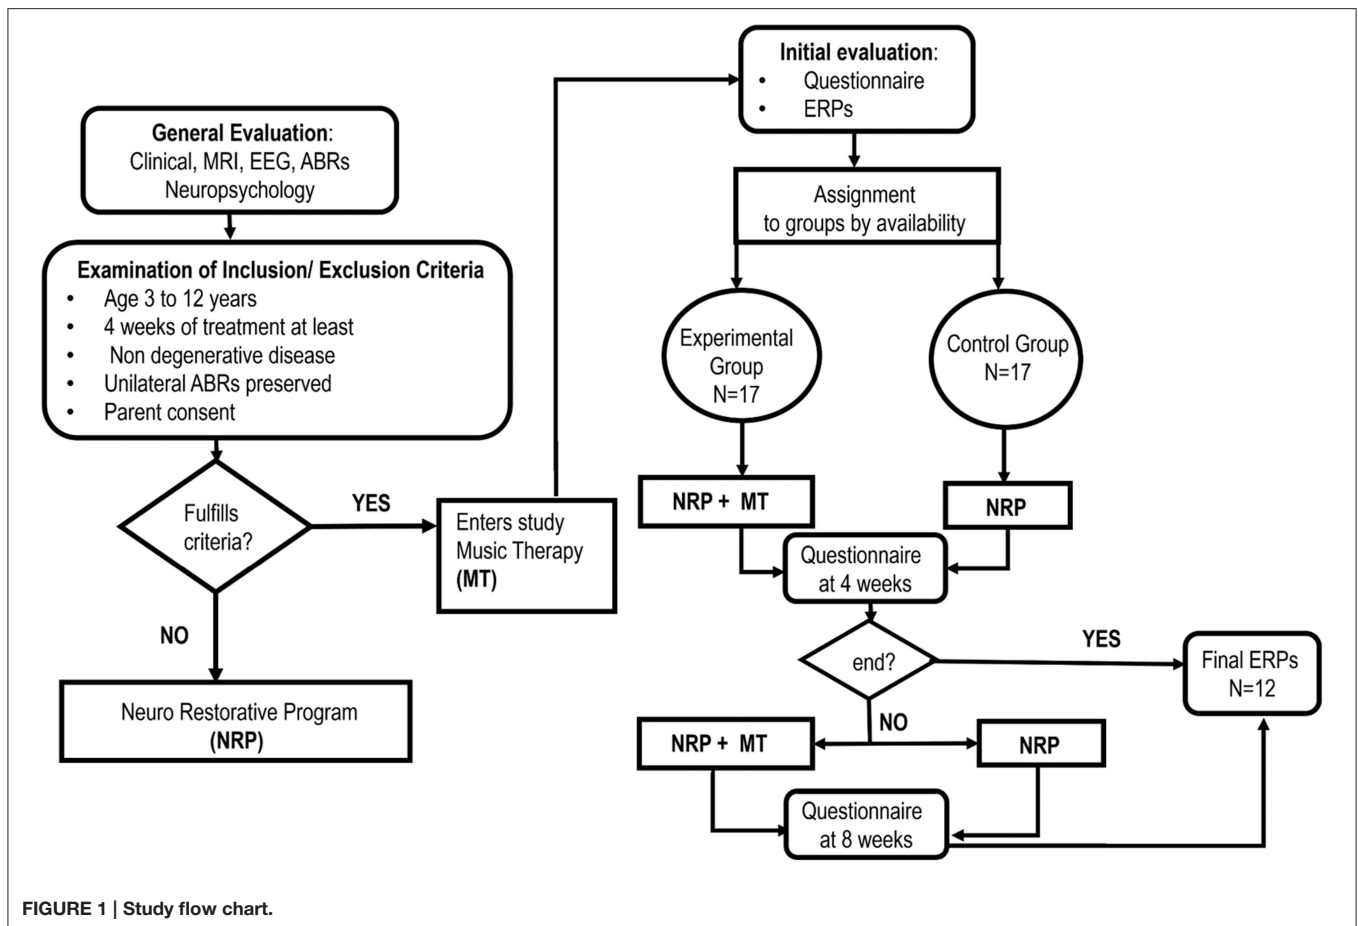 General Evaluation:
Clinical, MRI, EEG, ABRs
Neuropsychology
Examination of Inclusion/ Exclusion Criteria
• Age 3 to 12 years
• 4 weeks of treatment at least
• Non degenerative disease
• Unilateral ABRs preserved
• Parent consent
Fulfills
criteria?
YES
NO
Neuro Restorative Program
(NRP)
Enters study
Music Therapy
(MT)
Initial evaluation:
• Questionnaire
• ERPs
Assignment
to groups by availability
Experimental
Group
N=17
Control Group
N=17
NRP + MT
NRP
Questionnaire
at 4 weeks
end?
YES
Final ERPs
N=12
NO
NRP + MT
NRP
Questionnaire
at 8 weeks
FIGURE 1 | Study flow chart.